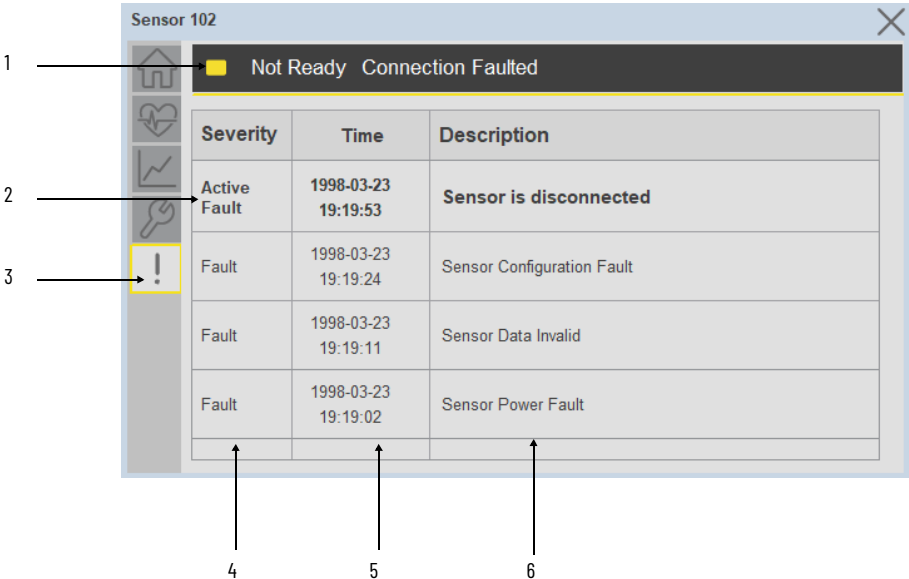 Sensor 102
1
Not Ready Connection Faulted
Severity Time Description
2
Active Fault
1998-03-23 19:19:53
Sensor is disconnected
3
Fault
1998-03-23 19:19:24
Sensor Configuration Fault
Fault
1998-03-23 19:19:11
Sensor Data Invalid
Fault
1998-03-23 19:19:02
Sensor Power Fault
4 5 6